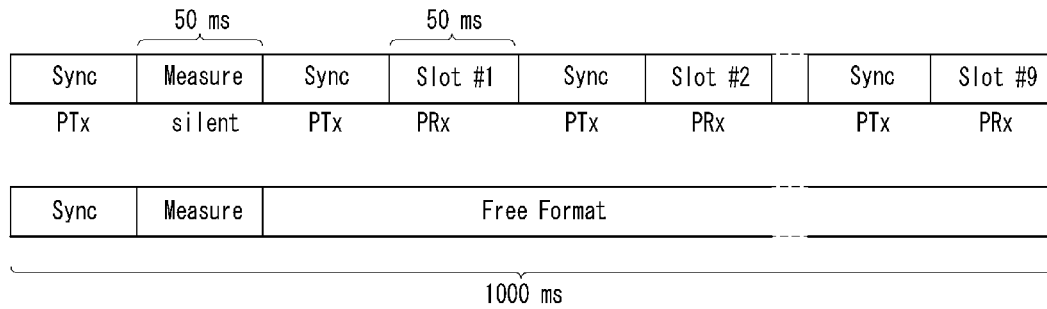 50 ms 50 ms
Sync Measure Sync Slot #1 Sync Slot #2 Sync Slot #9
PTx silent PTx PRx PTx PRx PTx PRx
Sync Measure Free Format
1000 ms